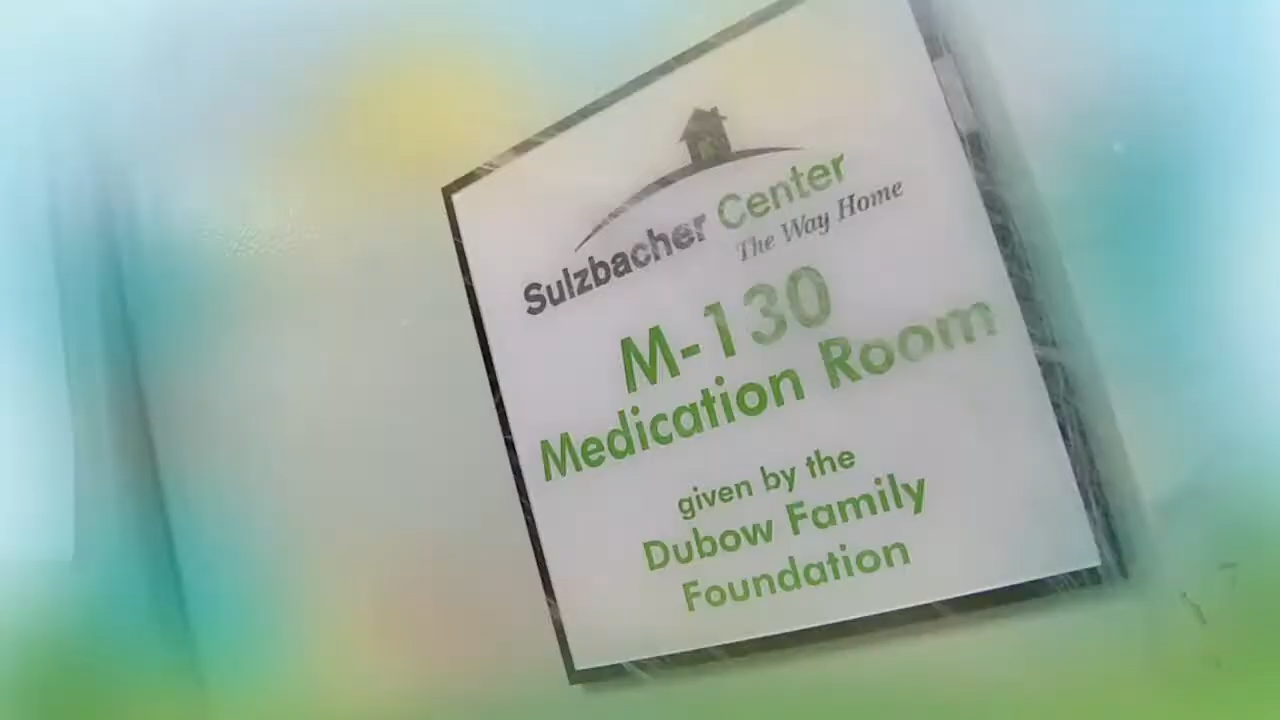 Sulzbacher Center
The Way Home
M-130
Medication Room
given by the
Dubow Family
Foundation